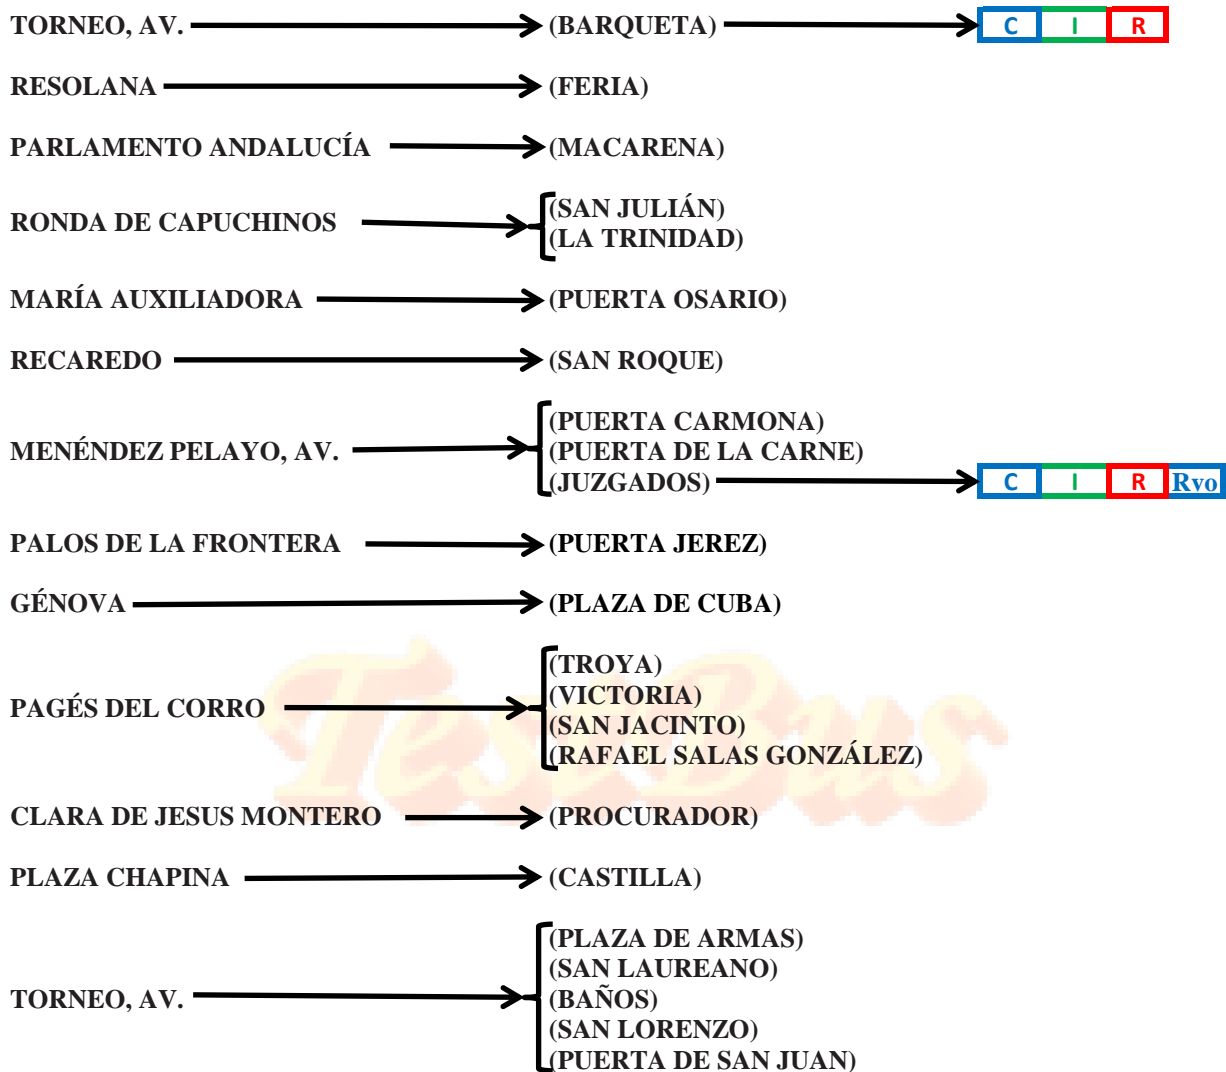 TORNEO, AV. (BARQUETA) C I R
RESOLANA (FERIA)
PARLAMENTO ANDALUCÍA (MACARENA)
RONDA DE CAPUCHINOS (SAN JULIÁN)
(LA TRINIDAD)
MARÍA AUXILIADORA (PUERTA OSARIO)
RECAREDO (SAN ROQUE)
MENÉNDEZ PELAYO, AV. (PUERTA CARMONA)
(PUERTA DE LA CARNE)
(JUZGADOS) C I R Rvo
PALOS DE LA FRONTERA (PUERTA JEREZ)
GÉNOVA (PLAZA DE CUBA)
PAGÉS DEL CORRO (TROYA)
(VICTORIA)
(SAN JACINTO)
(RAFAEL SALAS GONZÁLEZ)
CLARA DE JESUS MONTERO (PROCURADOR)
PLAZA CHAPINA (CASTILLA)
TORNEO, AV. (PLAZA DE ARMAS)
(SAN LAUREANO)
(BAÑOS)
(SAN LORENZO)
(PUERTA DE SAN JUAN)
TestBus